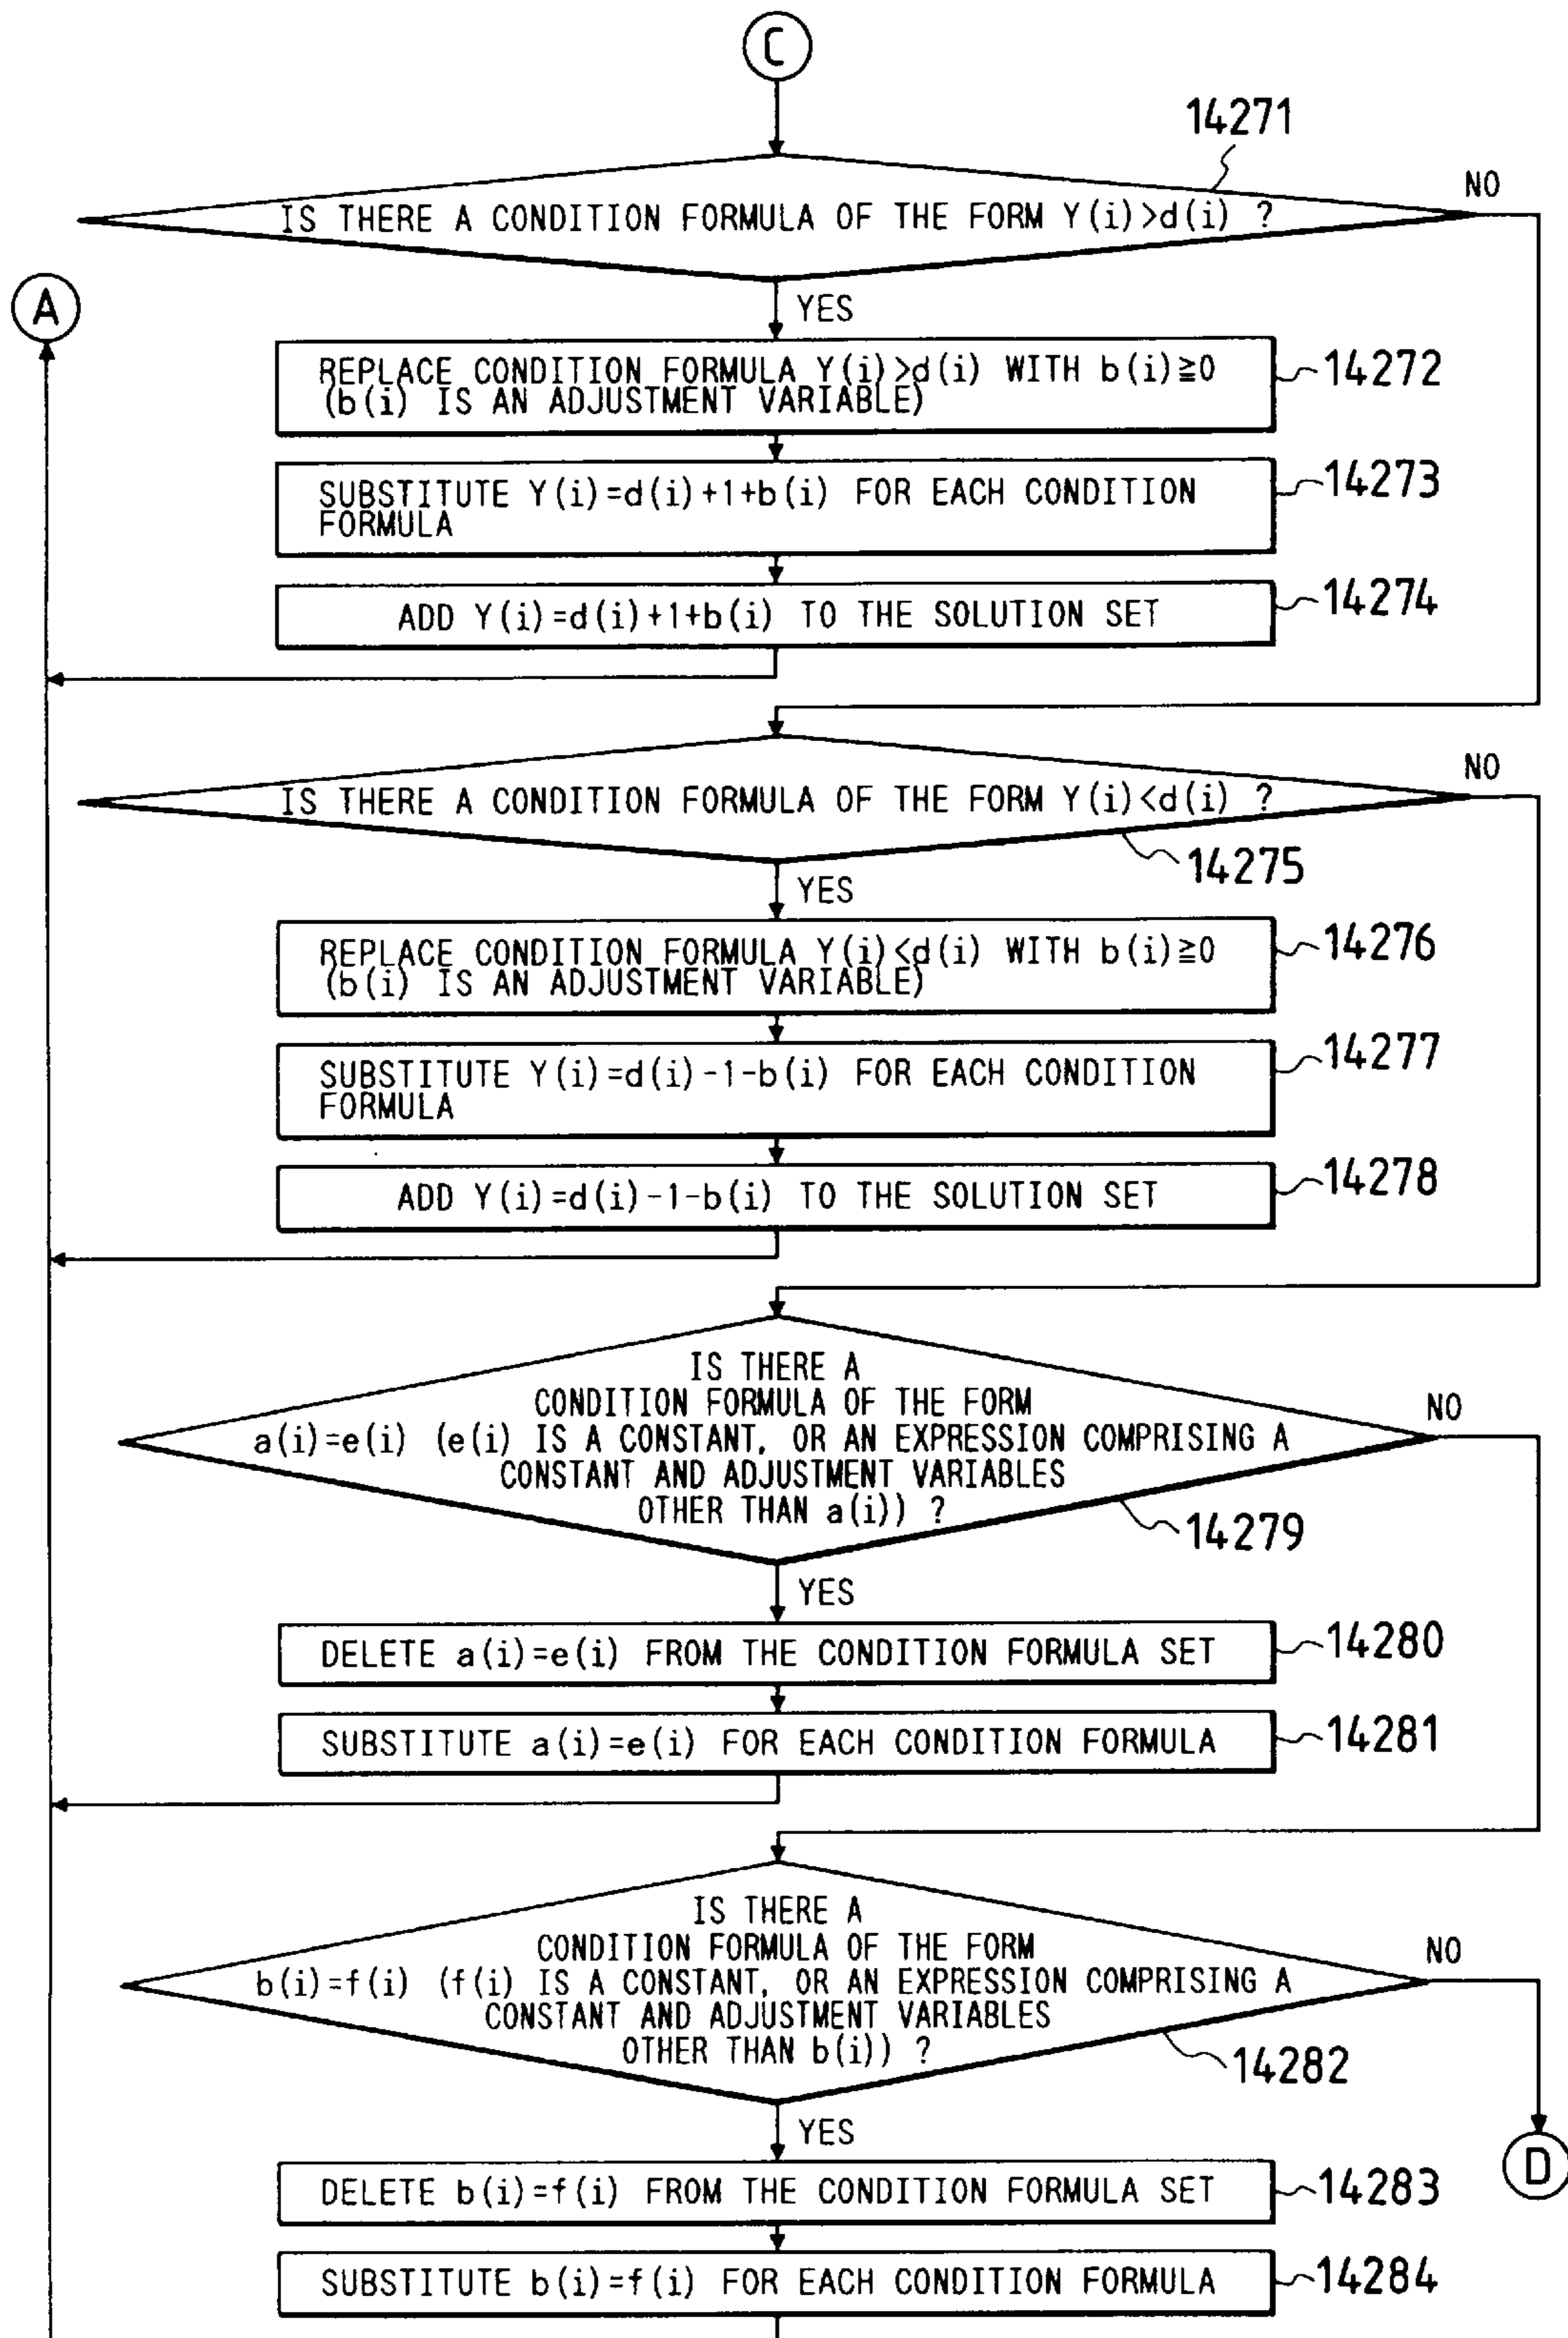 C
14271
NO
IS THERE A CONDITION FORMULA OF THE FORM Y(i)>d(i) ?
A
YES
REPLACE CONDITION FORMULA Y(i)>d(i) WITH b(i)≧0
(b(i) IS AN ADJUSTMENT VARIABLE)
14272
SUBSTITUTE Y(i)=d(i)+1+b(i) FOR EACH CONDITION
FORMULA
14273
ADD Y(i)=d(i)+1+b(i) TO THE SOLUTION SET
14274
NO
IS THERE A CONDITION FORMULA OF THE FORM Y(i)<d(i) ?
14275
YES
REPLACE CONDITION FORMULA Y(i)<d(i) WITH b(i)≧0
(b(i) IS AN ADJUSTMENT VARIABLE)
14276
SUBSTITUTE Y(i)=d(i)-1-b(i) FOR EACH CONDITION
FORMULA
14277
ADD Y(i)=d(i)-1-b(i) TO THE SOLUTION SET
14278
IS THERE A
CONDITION FORMULA OF THE FORM
NO
a(i)=e(i) (e(i) IS A CONSTANT, OR AN EXPRESSION COMPRISING A
CONSTANT AND ADJUSTMENT VARIABLES
OTHER THAN a(i)) ?
14279
YES
DELETE a(i)=e(i) FROM THE CONDITION FORMULA SET
14280
SUBSTITUTE a(i)=e(i) FOR EACH CONDITION FORMULA
14281
IS THERE A
CONDITION FORMULA OF THE FORM
NO
b(i)=f(i) (f(i) IS A CONSTANT, OR AN EXPRESSION COMPRISING A
CONSTANT AND ADJUSTMENT VARIABLES
OTHER THAN b(i)) ?
14282
YES
D
DELETE b(i)=f(i) FROM THE CONDITION FORMULA SET
14283
SUBSTITUTE b(i)=f(i) FOR EACH CONDITION FORMULA
14284